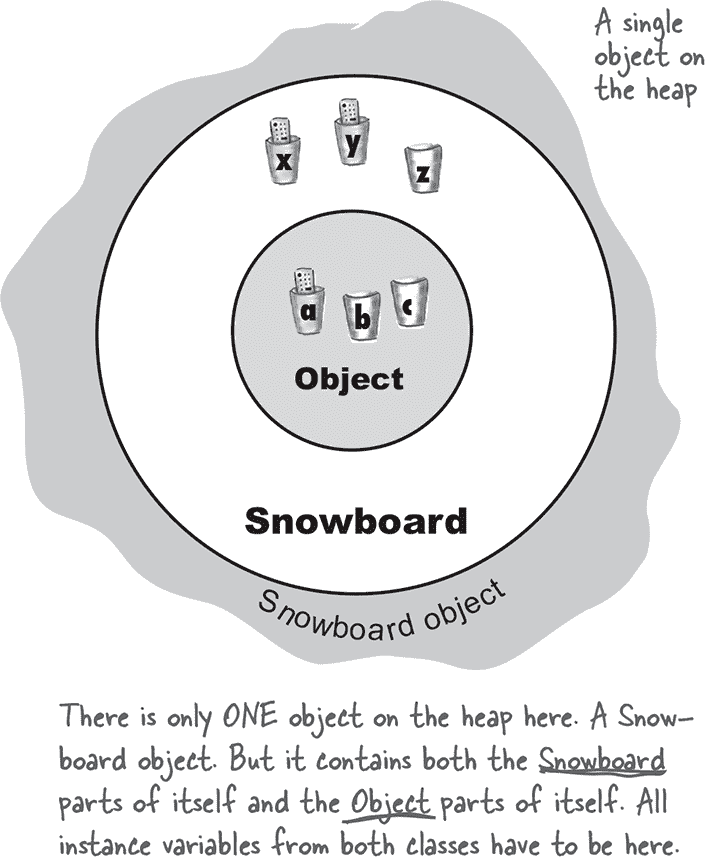 A single
object on
the heap
x
y
z
a
b
c
Object
Snowboard
Snowboard object
There is only ONE object on the heap here. A Snow-
board object. But it contains both the Snowboard
parts of itself and the Object parts of itself. All
instance variables from both classes have to be here.